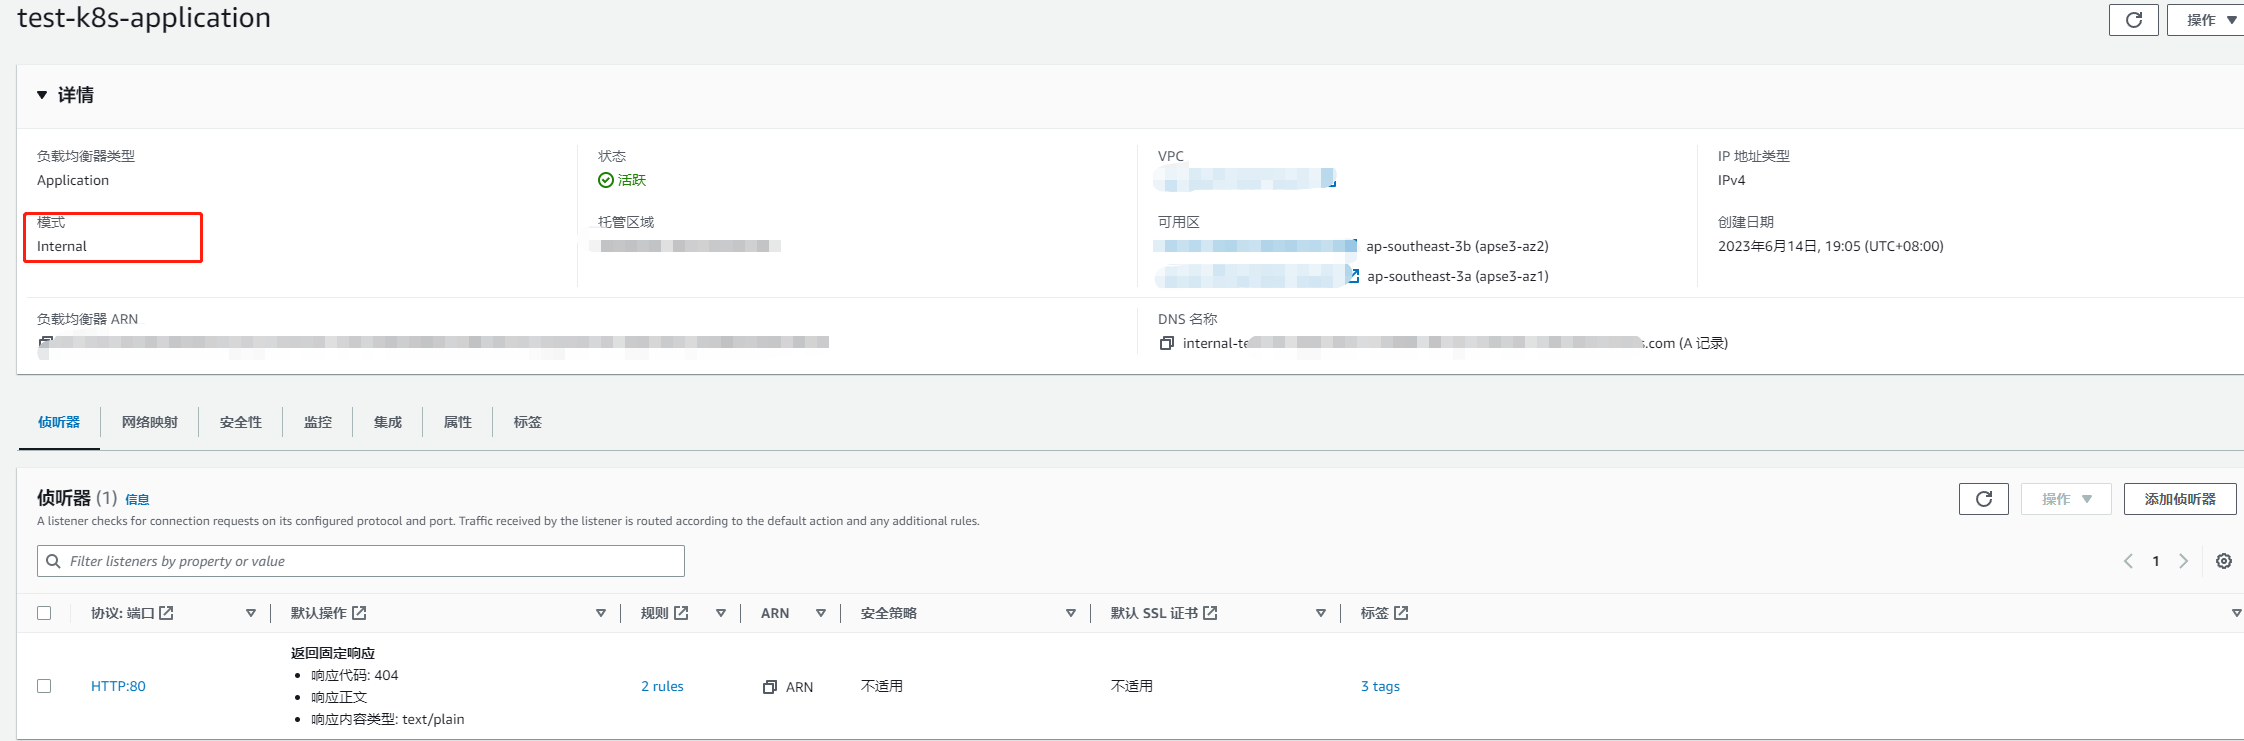 test-k8s-application
操作
详情
负载均衡器类型
Application
状态
活跃
VPC
IP 地址类型
IPv4
模式
Internal
托管区域
可用区
ap-southeast-3b (apse3-az2)
ap-southeast-3a (apse3-az1)
创建日期
2023年6月14日, 19:05 (UTC+08:00)
负载均衡器 ARN
DNS 名称
internal-te
.com (A 记录)
侦听器
网络映射
安全性
监控
集成
属性
标签
侦听器 (1) 信息
A listener checks for connection requests on its configured protocol and port. Traffic received by the listener is routed according to the default action and any additional rules.
操作
添加侦听器
Filter listeners by property or value
1
协议: 端口
默认操作
规则
ARN
安全策略
默认 SSL 证书
标签
HTTP:80
返回固定响应
• 响应代码: 404
• 响应正文
• 响应内容类型: text/plain
2 rules
ARN
不适用
不适用
3 tags